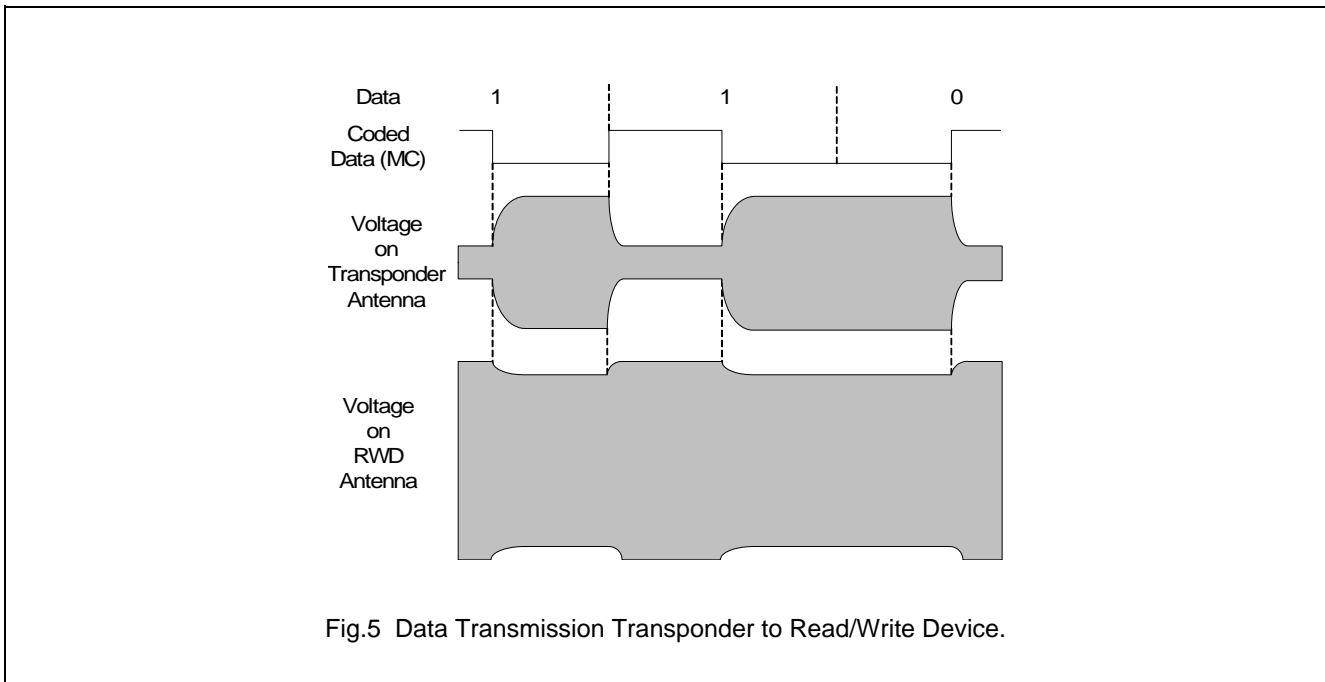 Data 1 1 0
Coded
Data (MC)
Voltage
on
Transponder
Antenna
Voltage
on
RWD
Antenna
Fig.5 Data Transmission Transponder to Read/Write Device.